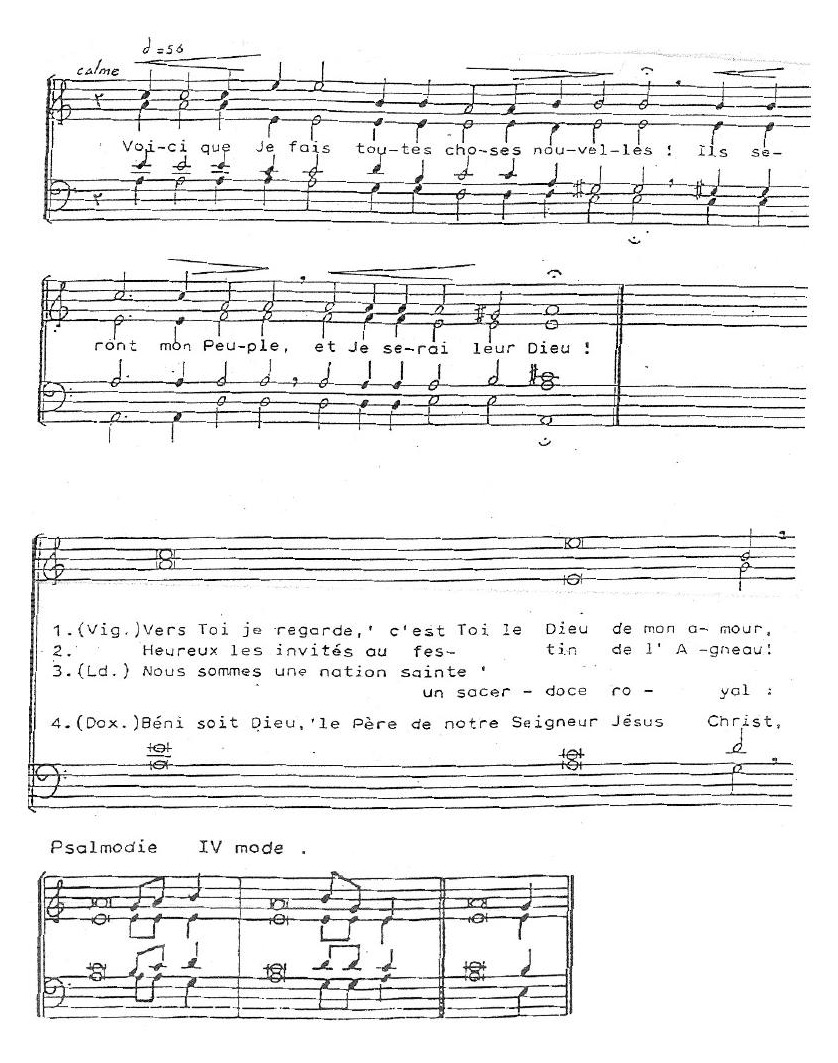 𝅗𝅥 = 56
calme
Voi-ci que Je fais tou-tes cho-ses nou-vel-les ! Ils se-
ront mon Peu-ple, et Je se-rai leur Dieu !
1.(Vig.)Vers Toi je regarde,' c'est Toi le Dieu de mon a- mour,
2. Heureux les invités au fes- tin de l' A -gneau!
3.(Ld.) Nous sommes une nation sainte '
un sacer - doce ro - yal :
4.(Dox.)Béni soit Dieu,'le Père de notre Seigneur Jésus Christ,
Psalmodie IV mode .